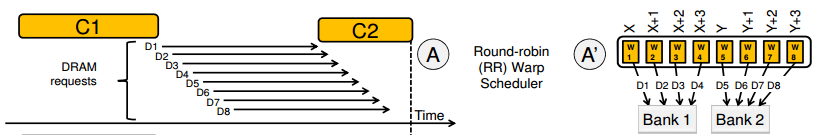 C1
C2
DRAM
requests
D1
D2
D3
D4
D5
D6
D7
D8
A
Time
Round-robin
(RR) Warp
Scheduler
A'
X X+1 X+2 X+3 Y Y+1 Y+2 Y+3
W W W W W W W W
1 2 3 4 5 6 7 8
D1 D2 D3 D4 D5 D6 D7 D8
Bank 1 Bank 2